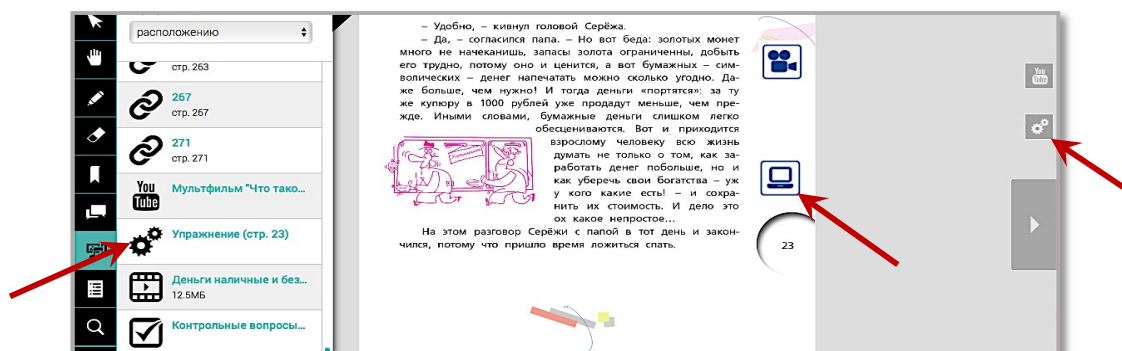 расположению
стр. 263
267
стр. 267
271
стр. 271
You Tube
Мультфильм "Что тако...
Упражнение (стр. 23)
Деньги наличные и без...
12.5МБ
Контрольные вопросы...
– Удобно, – кивнул головой Серёжа.
– Да, – согласился папа. – Но вот беда: золотых монет
много не начеканишь, запасы золота ограниченны, добыть
его трудно, потому оно и ценится, а вот бумажных – сим-
волических – денег напечатать можно сколько угодно. Да-
же больше, чем нужно! И тогда деньги «портятся»: за ту
же купюру в 1000 рублей уже продадут меньше, чем пре-
жде. Иными словами, бумажные деньги слишком легко
обесцениваются. Вот и приходится
взрослому человеку всю жизнь
думать не только о том, как за-
работать денег побольше, но и
как уберечь свои богатства – уж
у кого какие есть! – и сохра-
нить их стоимость. И дело это
ох какое непростое...
На этом разговор Серёжи с папой в тот день и закон-
чился, потому что пришло время ложиться спать.
23
You Tube